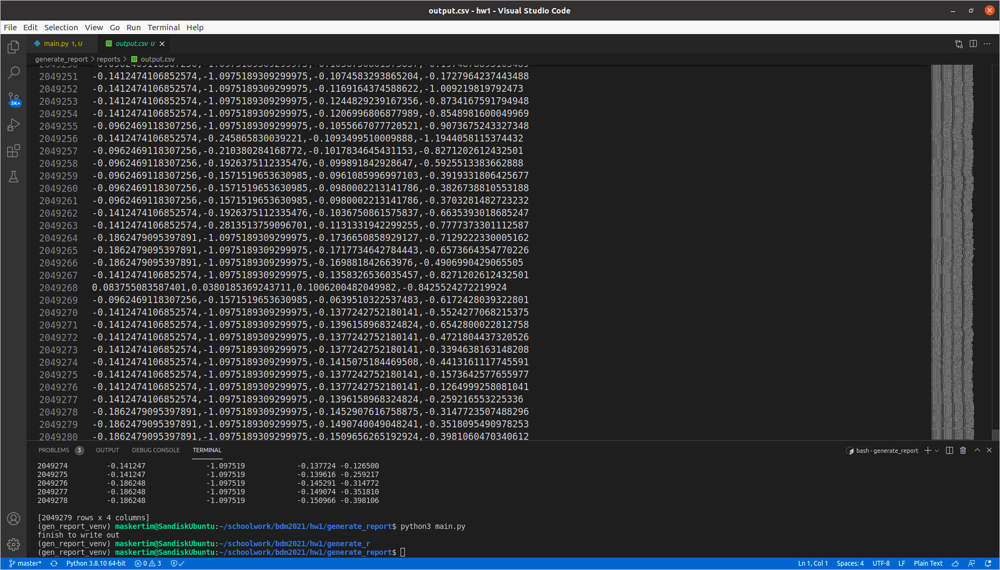 output.csv - hw1 - Visual Studio Code
File Edit Selection View Go Run Terminal Help
main.py 1, U output.csv U
generate_report > reports > output.csv
2049251 -0.1412474106852574,-1.0975189309299975,-0.1074583293865204,-0.1727964237443488
2049252 -0.1412474106852574,-1.0975189309299975,-0.1169164374588622,-1.009219819792473
2049253 -0.1412474106852574,-1.0975189309299975,-0.1244829239167356,-0.8734167591794948
2049254 -0.1412474106852574,-1.0975189309299975,-0.1206996806877989,-0.8548981600049969
2049255 -0.0962469118307256,-1.0975189309299975,-0.1055667077720521,-0.9073675243327348
2049256 -0.1412474106852574,-0.245865830039221,-0.1093499510009888,-1.1944058115374432
2049257 -0.0962469118307256,-0.210380284168772,-0.1017834645431153,-0.8271202612432501
2049258 -0.0962469118307256,-0.1926375112335476,-0.099891842928647,-0.5925513383662888
2049259 -0.0962469118307256,-0.1571519653630985,-0.0961085996997103,-0.3919331806425677
2049260 -0.0962469118307256,-0.1571519653630985,-0.0980002213141786,-0.3826738810553188
2049261 -0.0962469118307256,-0.1571519653630985,-0.0980002213141786,-0.3703281482723232
2049262 -0.1412474106852574,-0.1926375112335476,-0.1036750861575837,-0.6635393018685247
2049263 -0.1412474106852574,-0.2813513759096701,-0.1131331942299255,-0.7777373301112587
2049264 -0.1862479095397891,-1.0975189309299975,-0.1736650858929127,-0.7129222330005162
2049265 -0.1862479095397891,-1.0975189309299975,-0.1717734642784443,-0.6573664354770226
2049266 -0.1862479095397891,-1.0975189309299975,-0.169881842663976,-0.4906990429065505
2049267 -0.1412474106852574,-1.0975189309299975,-0.1358326536035457,-0.8271202612432501
2049268 0.083755083587401,0.0380185369243711,0.1006200482049982,-0.8425524272219924
2049269 -0.0962469118307256,-0.1571519653630985,-0.0639510322537483,-0.6172428039322801
2049270 -0.1412474106852574,-1.0975189309299975,-0.1377242752180141,-0.5524277068215375
2049271 -0.1412474106852574,-1.0975189309299975,-0.1396158968324824,-0.6542800022812758
2049272 -0.1412474106852574,-1.0975189309299975,-0.1377242752180141,-0.4721804437320526
2049273 -0.1412474106852574,-1.0975189309299975,-0.1377242752180141,-0.3394638163148208
2049274 -0.1412474106852574,-1.0975189309299975,-0.1415075184469508,-0.4413161117745591
2049275 -0.1412474106852574,-1.0975189309299975,-0.1377242752180141,-0.1573642577655977
2049276 -0.1412474106852574,-1.0975189309299975,-0.1377242752180141,-0.1264999258081041
2049277 -0.1412474106852574,-1.0975189309299975,-0.1396158968324824,-0.259216553225336
2049278 -0.1862479095397891,-1.0975189309299975,-0.1452907616758875,-0.3147723507488296
2049279 -0.1862479095397891,-1.0975189309299975,-0.1490740049048241,-0.3518095490978253
2049280 -0.1862479095397891,-1.0975189309299975,-0.1509656265192924,-0.3981060470340612
5K+
PROBLEMS 3 OUTPUT DEBUG CONSOLE TERMINAL bash - generate_report
2049274 -0.141247 -1.097519 -0.137724 -0.126500
2049275 -0.141247 -1.097519 -0.139616 -0.259217
2049276 -0.186248 -1.097519 -0.145291 -0.314772
2049277 -0.186248 -1.097519 -0.149074 -0.351810
2049278 -0.186248 -1.097519 -0.150966 -0.398106
[2049279 rows x 4 columns]
(gen_report_venv) maskertim@SandiskUbuntu:~/schoolwork/bdm2021/hw1/generate_report$ python3 main.py
finish to write out
(gen_report_venv) maskertim@SandiskUbuntu:~/schoolwork/bdm2021/hw1/generate_r
(gen_report_venv) maskertim@SandiskUbuntu:~/schoolwork/bdm2021/hw1/generate_report$
master* Python 3.8.10 64-bit 0 3 Ln 1, Col 1 Spaces: 4 UTF-8 LF Plain Text